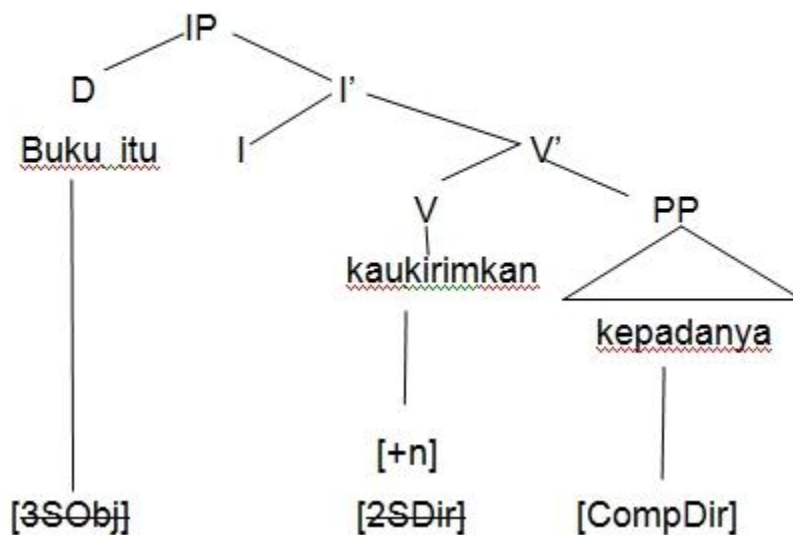 IP
D I’
Buku itu I V’
V PP
kaukirimkan
kepadanya
[+n]
[3SObj] [2SDir] [CompDir]